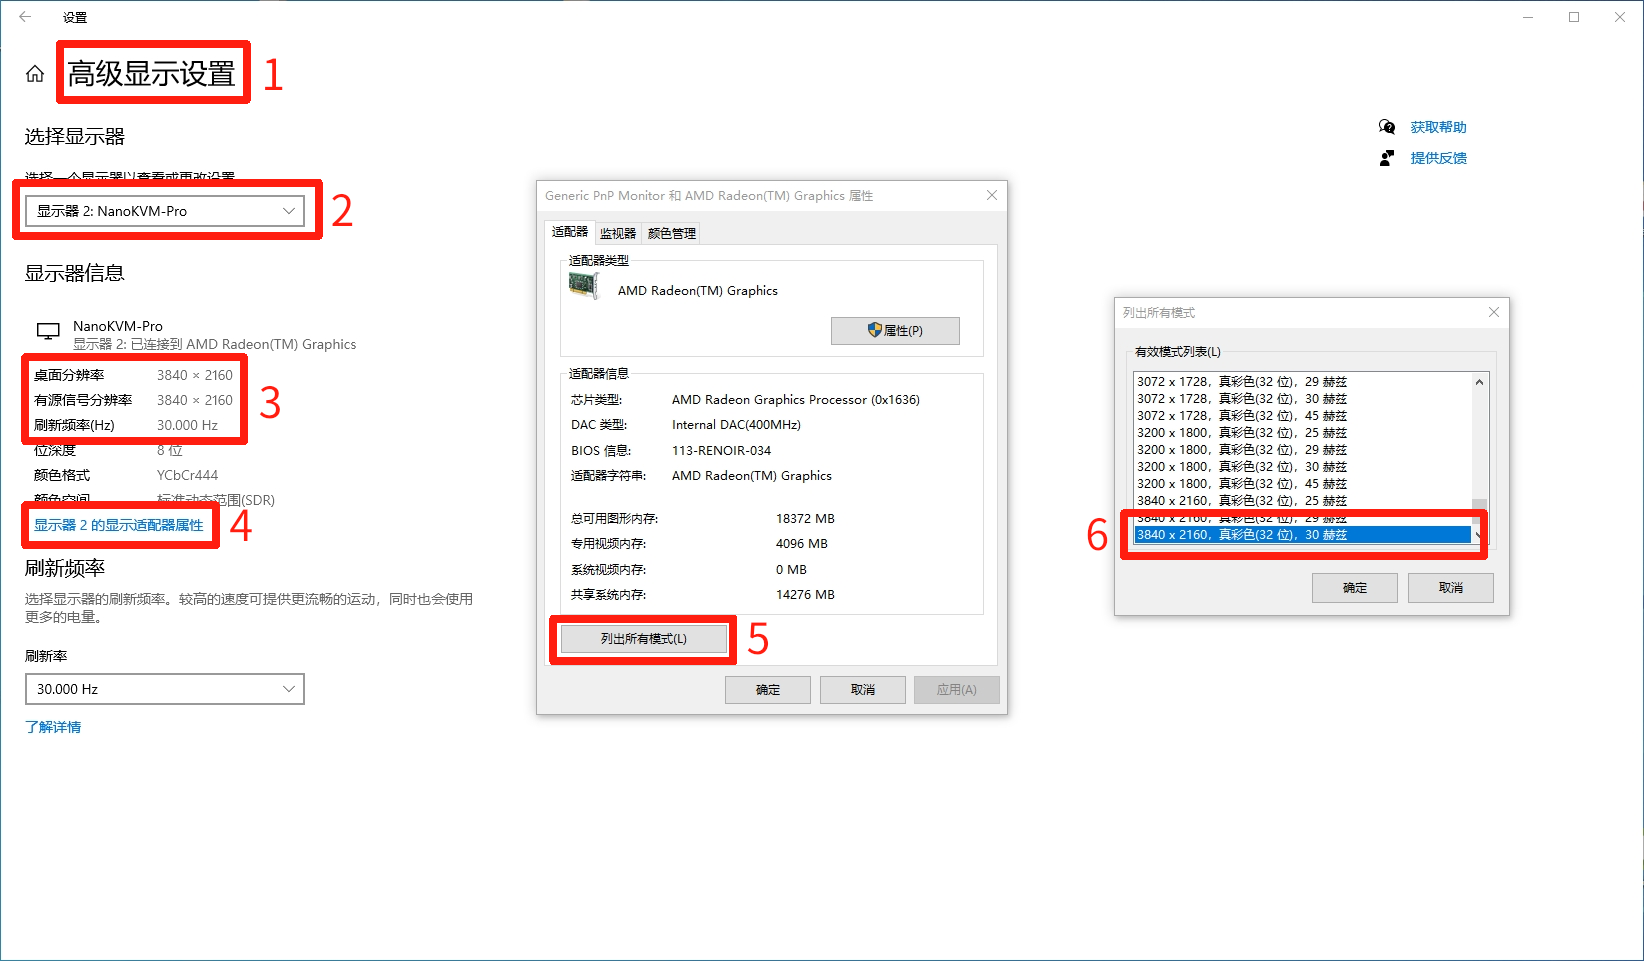 设置
高级显示设置
1
选择显示器
选择一个显示器以查看或更改设置
显示器 2: NanoKVM-Pro
2
显示器信息
NanoKVM-Pro
显示器 2: 已连接到 AMD Radeon(TM) Graphics
桌面分辨率 3840 × 2160
有源信号分辨率 3840 × 2160
刷新频率(Hz) 30.000 Hz
3
位深度 8 位
颜色格式 YCbCr444
颜色空间 标准动态范围(SDR)
显示器 2 的显示适配器属性
4
刷新频率
选择显示器的刷新频率。较高的速度可提供更流畅的运动，同时也会使用
更多的电量。
刷新率
30.000 Hz
了解详情
获取帮助
提供反馈
Generic PnP Monitor 和 AMD Radeon(TM) Graphics 属性
适配器 监视器 颜色管理
适配器类型
AMD Radeon(TM) Graphics
属性(P)
适配器信息
芯片类型: AMD Radeon Graphics Processor (0x1636)
DAC 类型: Internal DAC(400MHz)
BIOS 信息: 113-RENOIR-034
适配器字符串: AMD Radeon(TM) Graphics
总可用图形内存: 18372 MB
专用视频内存: 4096 MB
系统视频内存: 0 MB
共享系统内存: 14276 MB
列出所有模式(L)
5
确定 取消 应用(A)
列出所有模式
有效模式列表(L)
3072 x 1728，真彩色(32 位)，29 赫兹
3072 x 1728，真彩色(32 位)，30 赫兹
3072 x 1728，真彩色(32 位)，45 赫兹
3200 x 1800，真彩色(32 位)，25 赫兹
3200 x 1800，真彩色(32 位)，29 赫兹
3200 x 1800，真彩色(32 位)，30 赫兹
3200 x 1800，真彩色(32 位)，45 赫兹
3840 x 2160，真彩色(32 位)，25 赫兹
3840 x 2160，真彩色(32 位)，29 赫兹
3840 x 2160，真彩色(32 位)，30 赫兹
6
确定 取消